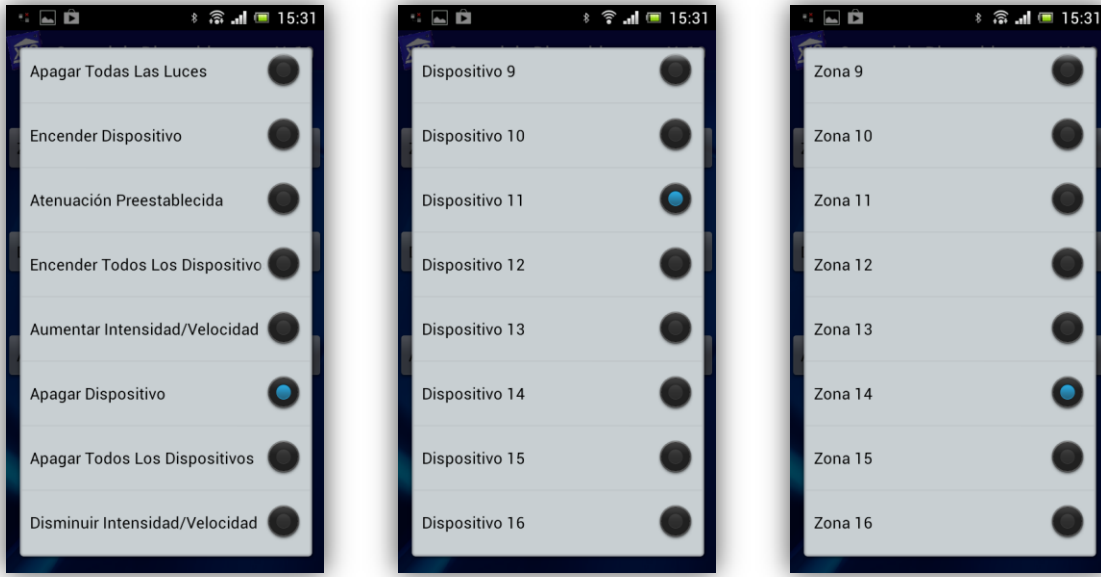 15:31
Apagar Todas Las Luces
Encender Dispositivo
Atenuación Preestablecida
Encender Todos Los Dispositivo
Aumentar Intensidad/Velocidad
Apagar Dispositivo
Apagar Todos Los Dispositivos
Disminuir Intensidad/Velocidad
15:31
Dispositivo 9
Dispositivo 10
Dispositivo 11
Dispositivo 12
Dispositivo 13
Dispositivo 14
Dispositivo 15
Dispositivo 16
15:31
Zona 9
Zona 10
Zona 11
Zona 12
Zona 13
Zona 14
Zona 15
Zona 16